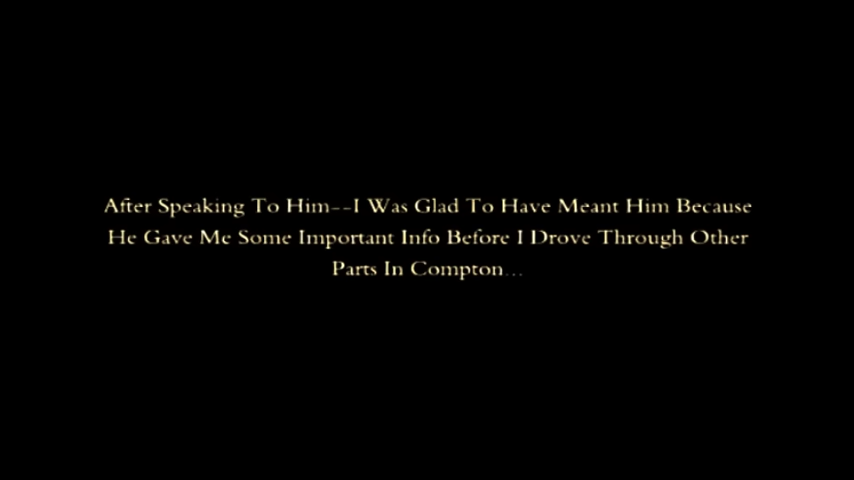 After Speaking To Him--I Was Glad To Have Meant Him Because
He Gave Me Some Important Info Before I Drove Through Other
Parts In Compton...